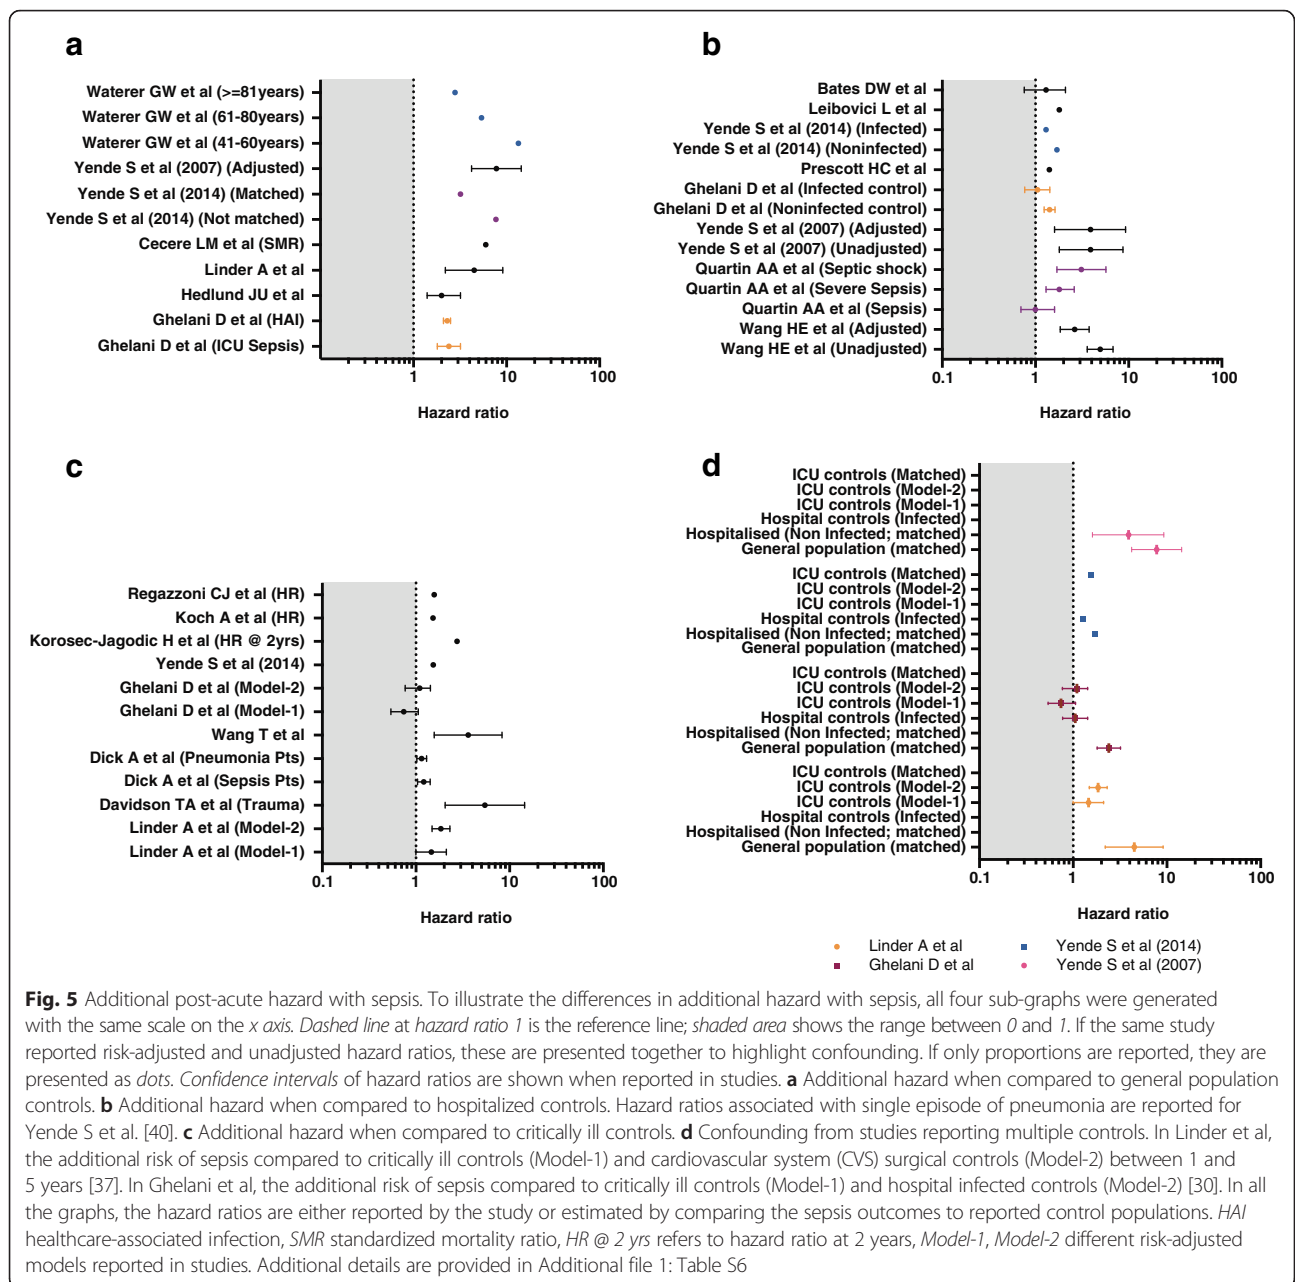 a
Waterer GW et al (>=81years)
Waterer GW et al (61-80years)
Waterer GW et al (41-60years)
Yende S et al (2007) (Adjusted)
Yende S et al (2014) (Matched)
Yende S et al (2014) (Not matched)
Cecere LM et al (SMR)
Linder A et al
Hedlund JU et al
Ghelani D et al (HAI)
Ghelani D et al (ICU Sepsis)
1 10 100
Hazard ratio
b
Bates DW et al
Leibovici L et al
Yende S et al (2014) (Infected)
Yende S et al (2014) (Noninfected)
Prescott HC et al
Ghelani D et al (Infected control)
Ghelani D et al (Noninfected control)
Yende S et al (2007) (Adjusted)
Yende S et al (2007) (Unadjusted)
Quartin AA et al (Septic shock)
Quartin AA et al (Severe Sepsis)
Quartin AA et al (Sepsis)
Wang HE et al (Adjusted)
Wang HE et al (Unadjusted)
0.1 1 10 100
Hazard ratio
c
Regazzoni CJ et al (HR)
Koch A et al (HR)
Korosec-Jagodic H et al (HR @ 2yrs)
Yende S et al (2014)
Ghelani D et al (Model-2)
Ghelani D et al (Model-1)
Wang T et al
Dick A et al (Pneumonia Pts)
Dick A et al (Sepsis Pts)
Davidson TA et al (Trauma)
Linder A et al (Model-2)
Linder A et al (Model-1)
0.1 1 10 100
Hazard ratio
d
ICU controls (Matched)
ICU controls (Model-2)
ICU controls (Model-1)
Hospital controls (Infected)
Hospitalised (Non Infected; matched)
General population (matched)
ICU controls (Matched)
ICU controls (Model-2)
ICU controls (Model-1)
Hospital controls (Infected)
Hospitalised (Non Infected; matched)
General population (matched)
ICU controls (Matched)
ICU controls (Model-2)
ICU controls (Model-1)
Hospital controls (Infected)
Hospitalised (Non Infected; matched)
General population (matched)
ICU controls (Matched)
ICU controls (Model-2)
ICU controls (Model-1)
Hospital controls (Infected)
Hospitalised (Non Infected; matched)
General population (matched)
0.1 1 10 100
Hazard ratio
Linder A et al Yende S et al (2014)
Ghelani D et al Yende S et al (2007)
Fig. 5 Additional post-acute hazard with sepsis. To illustrate the differences in additional hazard with sepsis, all four sub-graphs were generated
with the same scale on the x axis. Dashed line at hazard ratio 1 is the reference line; shaded area shows the range between 0 and 1. If the same study
reported risk-adjusted and unadjusted hazard ratios, these are presented together to highlight confounding. If only proportions are reported, they are
presented as dots. Confidence intervals of hazard ratios are shown when reported in studies. a Additional hazard when compared to general population
controls. b Additional hazard when compared to hospitalized controls. Hazard ratios associated with single episode of pneumonia are reported for
Yende S et al. [40]. c Additional hazard when compared to critically ill controls. d Confounding from studies reporting multiple controls. In Linder et al,
the additional risk of sepsis compared to critically ill controls (Model-1) and cardiovascular system (CVS) surgical controls (Model-2) between 1 and
5 years [37]. In Ghelani et al, the additional risk of sepsis compared to critically ill controls (Model-1) and hospital infected controls (Model-2) [30]. In all
the graphs, the hazard ratios are either reported by the study or estimated by comparing the sepsis outcomes to reported control populations. HAI
healthcare-associated infection, SMR standardized mortality ratio, HR @ 2 yrs refers to hazard ratio at 2 years, Model-1, Model-2 different risk-adjusted
models reported in studies. Additional details are provided in Additional file 1: Table S6